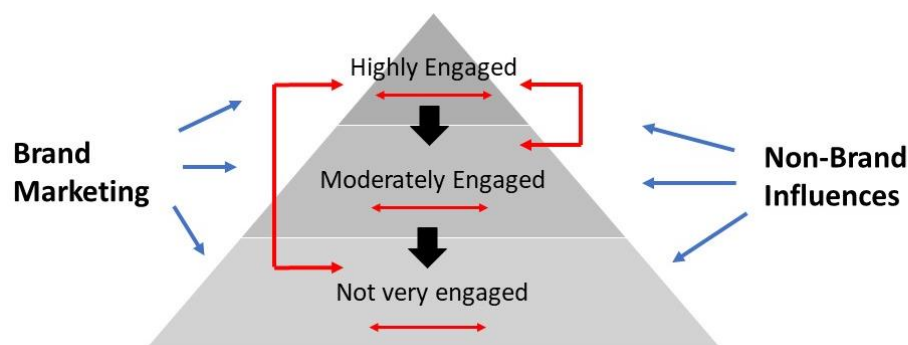 Highly Engaged
Brand
Marketing
Moderately Engaged
Non-Brand
Influences
Not very engaged